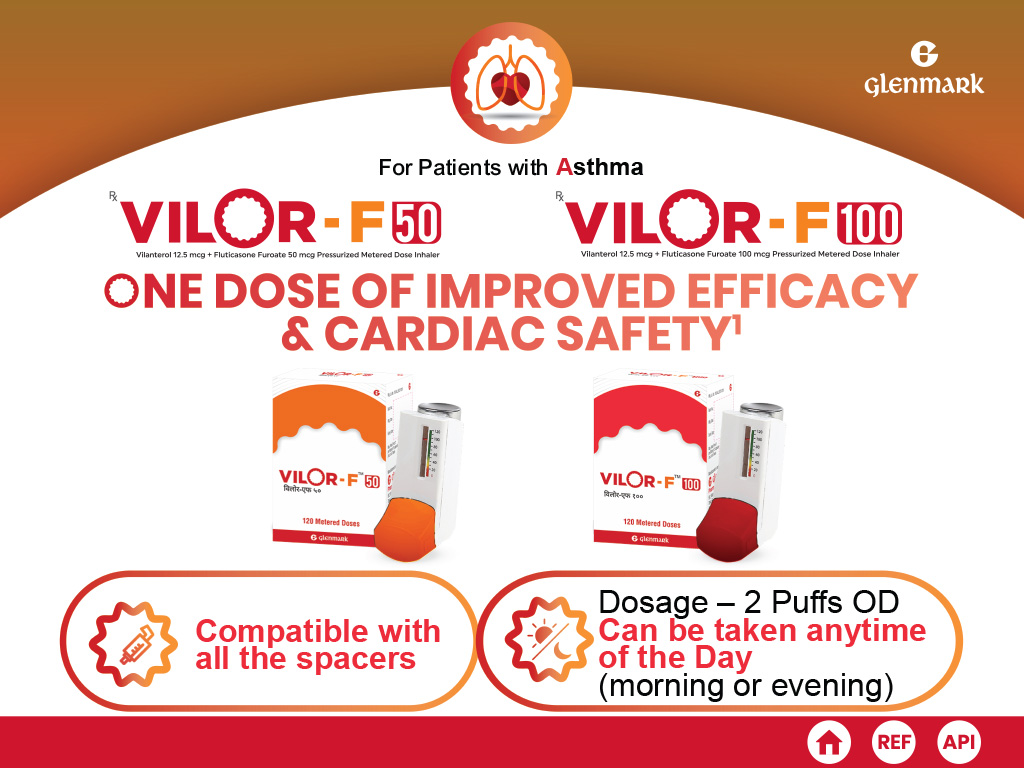 GLENMARK
For Patients with Asthma
Rx
VILOR - F 50
Vilanterol 12.5 mcg + Fluticasone Furoate 50 mcg Pressurized Metered Dose Inhaler
Rx
VILOR - F 100
Vilanterol 12.5 mcg + Fluticasone Furoate 100 mcg Pressurized Metered Dose Inhaler
ONE DOSE OF IMPROVED EFFICACY
& CARDIAC SAFETY¹
VILOR - F™ 50
विलोर-एफ ५०
120 Metered Doses
GLENMARK
VILOR - F™ 100
विलोर-एफ १००
120 Metered Doses
GLENMARK
Compatible with
all the spacers
Dosage – 2 Puffs OD
Can be taken anytime
of the Day
(morning or evening)
REF
API